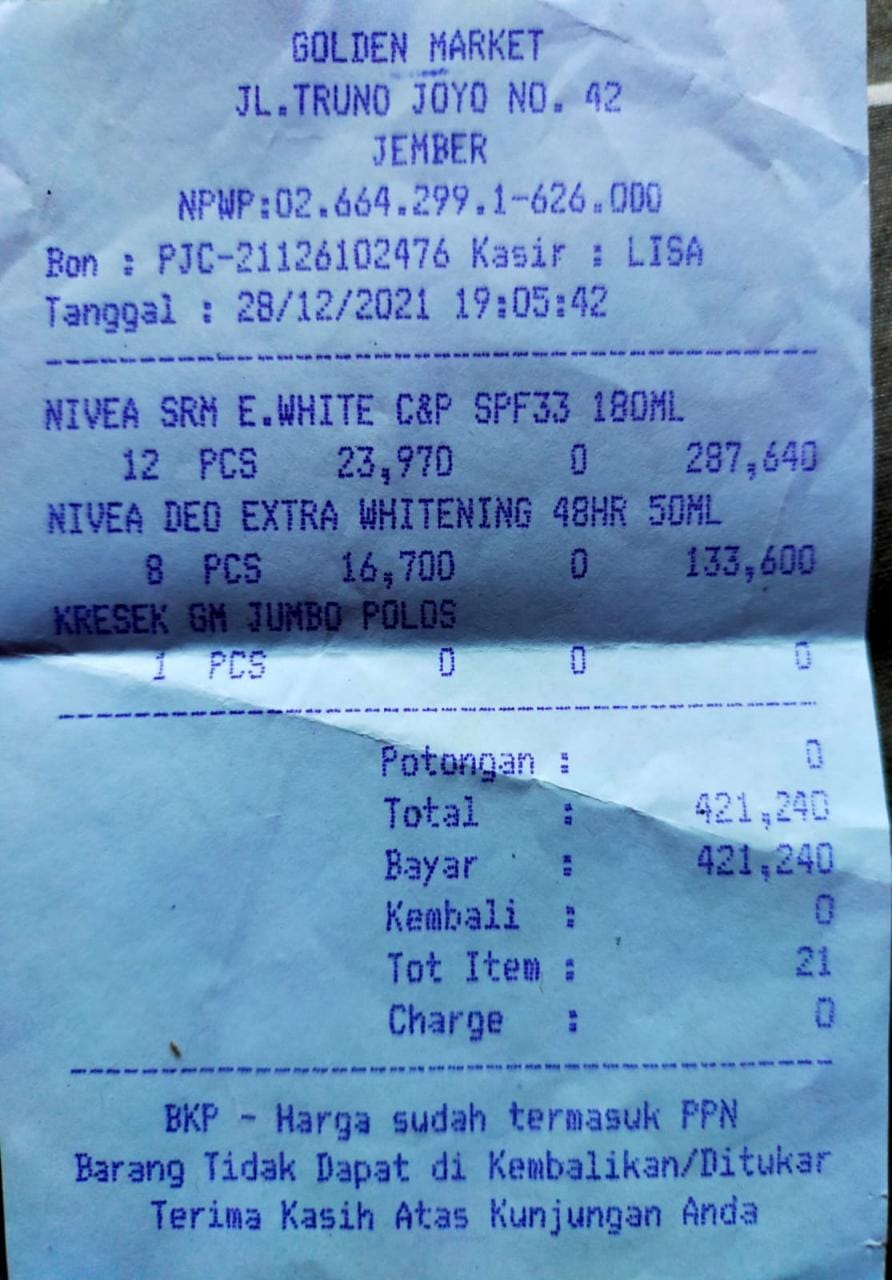 GOLDEN MARKET
JL.TRUNO JOYO NO. 42
JEMBER
NPWP:02.664.299.1-626.000
Bon : PJC-21126102476 Kasir : LISA
Tanggal : 28/12/2021 19:05:42
NIVEA SRM E.WHITE C&P SPF33 180ML
12 PCS 23,970 0 287,640
NIVEA DEO EXTRA WHITENING 48HR 50ML
8 PCS 16,700 0 133,600
KRESEK GM JUMBO POLOS
1 PCS 0 0 0
Potongan : 0
Total : 421,240
Bayar : 421,240
Kembali : 0
Tot Item : 21
Charge : 0
BKP - Harga sudah termasuk PPN
Barang Tidak Dapat di Kembalikan/Ditukar
Terima Kasih Atas Kunjungan Anda